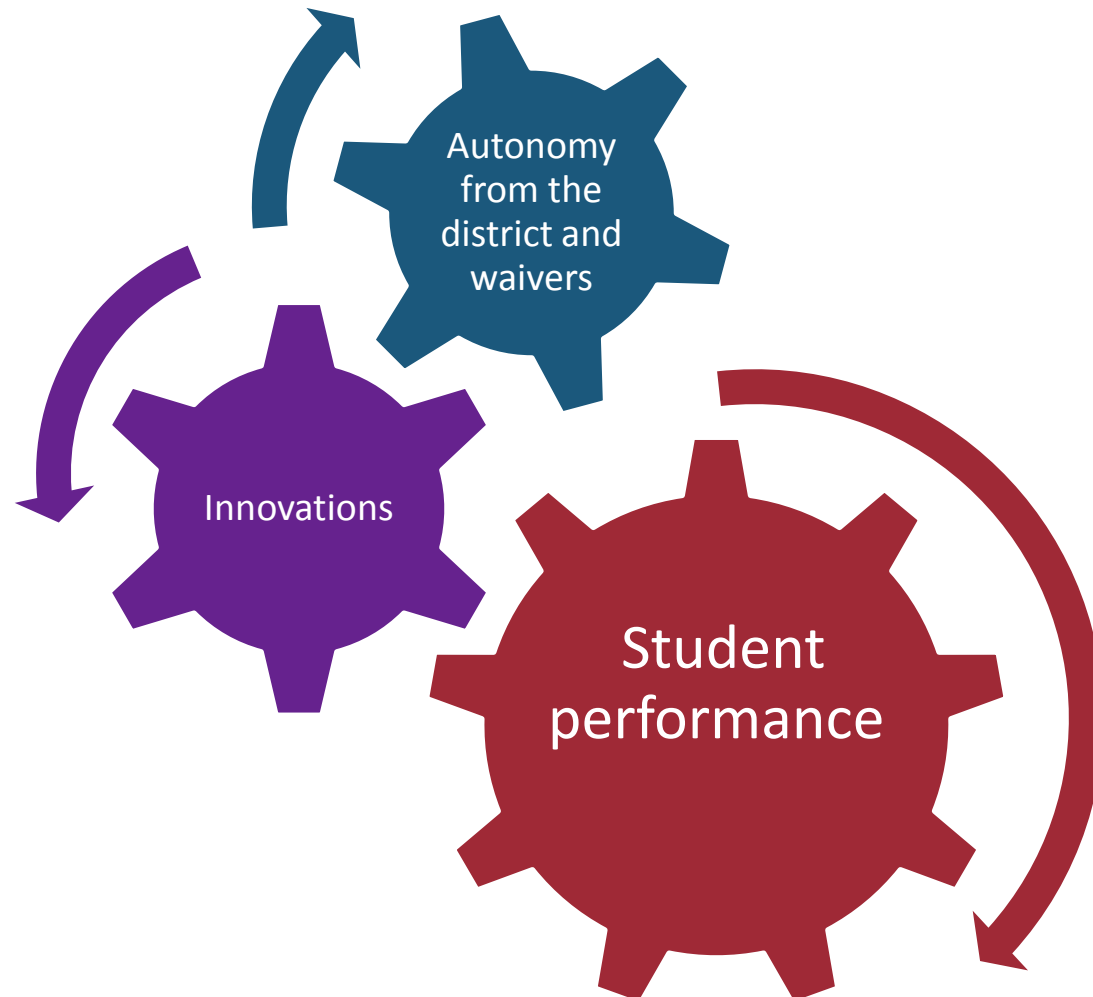 Autonomy
from the
district and
waivers
Innovations
Student
performance